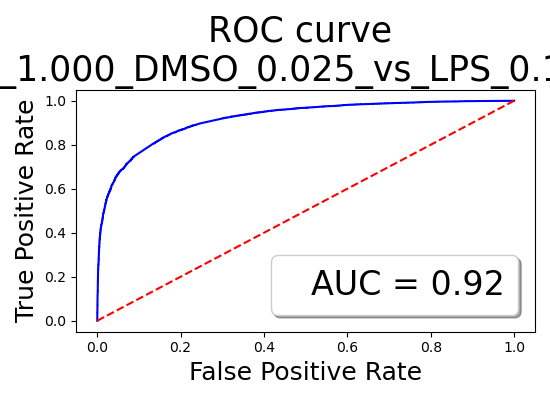 ROC curve
_1.000_DMSO_0.025_vs_LPS_0.1
True Positive Rate
1.0
0.8
0.6
0.4
0.2
0.0
AUC = 0.92
0.0 0.2 0.4 0.6 0.8 1.0
False Positive Rate